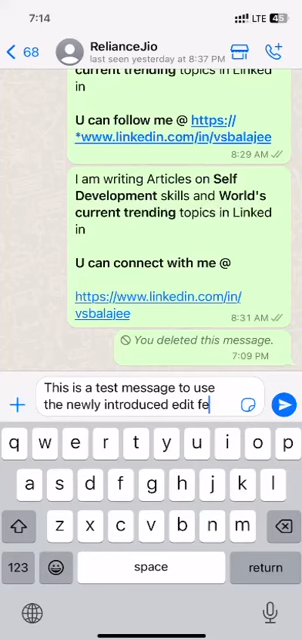 7:14
LTE 45
68
RelianceJio
last seen yesterday at 8:37 PM
current trending topics in Linked
in
U can follow me @ https://
*www.linkedin.com/in/vsbalajee
8:29 AM
I am writing Articles on Self
Development skills and World's
current trending topics in Linked
in
U can connect with me @
https://www.linkedin.com/in/
vsbalajee
8:31 AM
You deleted this message.
7:09 PM
This is a test message to use
the newly introduced edit fe
q w e r t y u i o p
a s d f g h j k l
z x c v b n m
123 space return